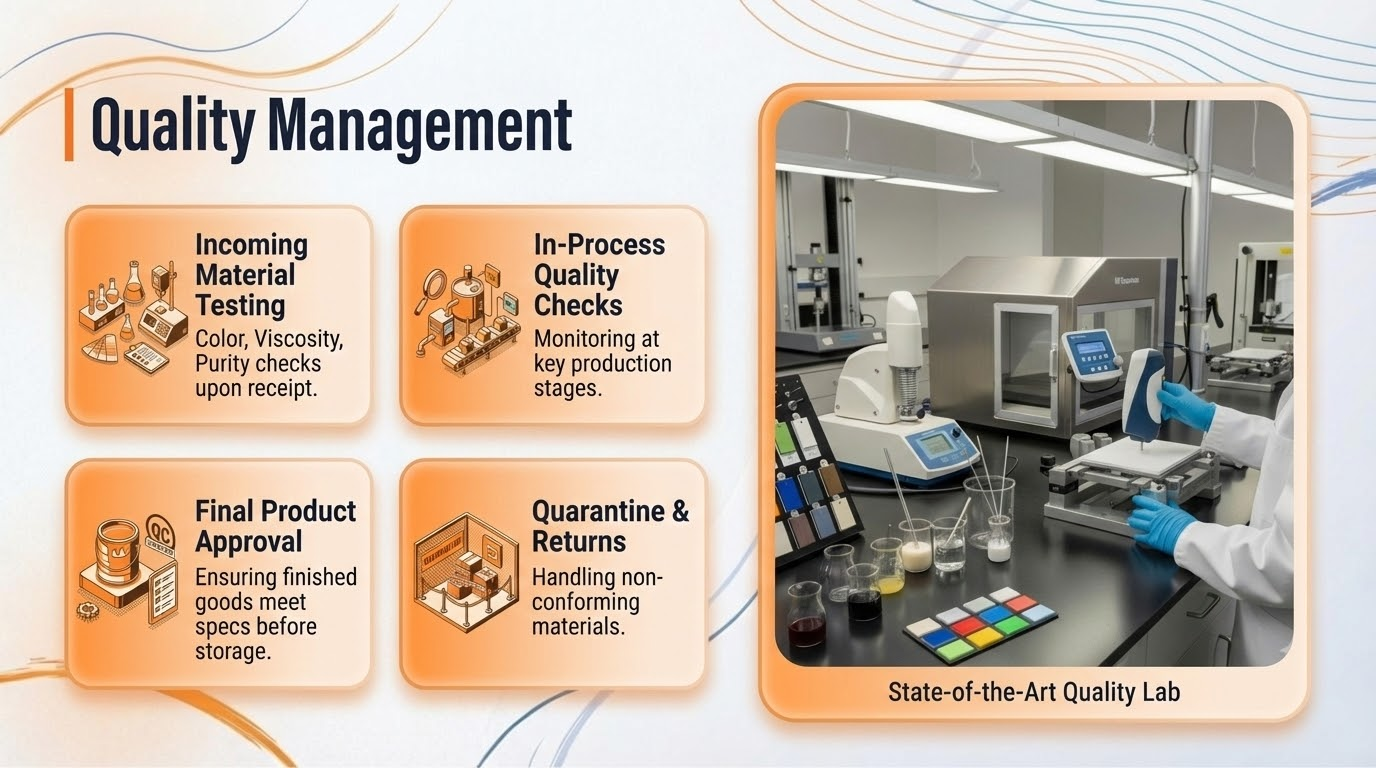 Quality Management
Incoming
Material
Testing
Color, Viscosity,
Purity checks
upon receipt.
In-Process
Quality
Checks
Monitoring at
key production
stages.
Final Product
Approval
Ensuring finished
goods meet
specs before
storage.
QC
Quarantine &
Returns
Handling non-
conforming
materials.
State-of-the-Art Quality Lab